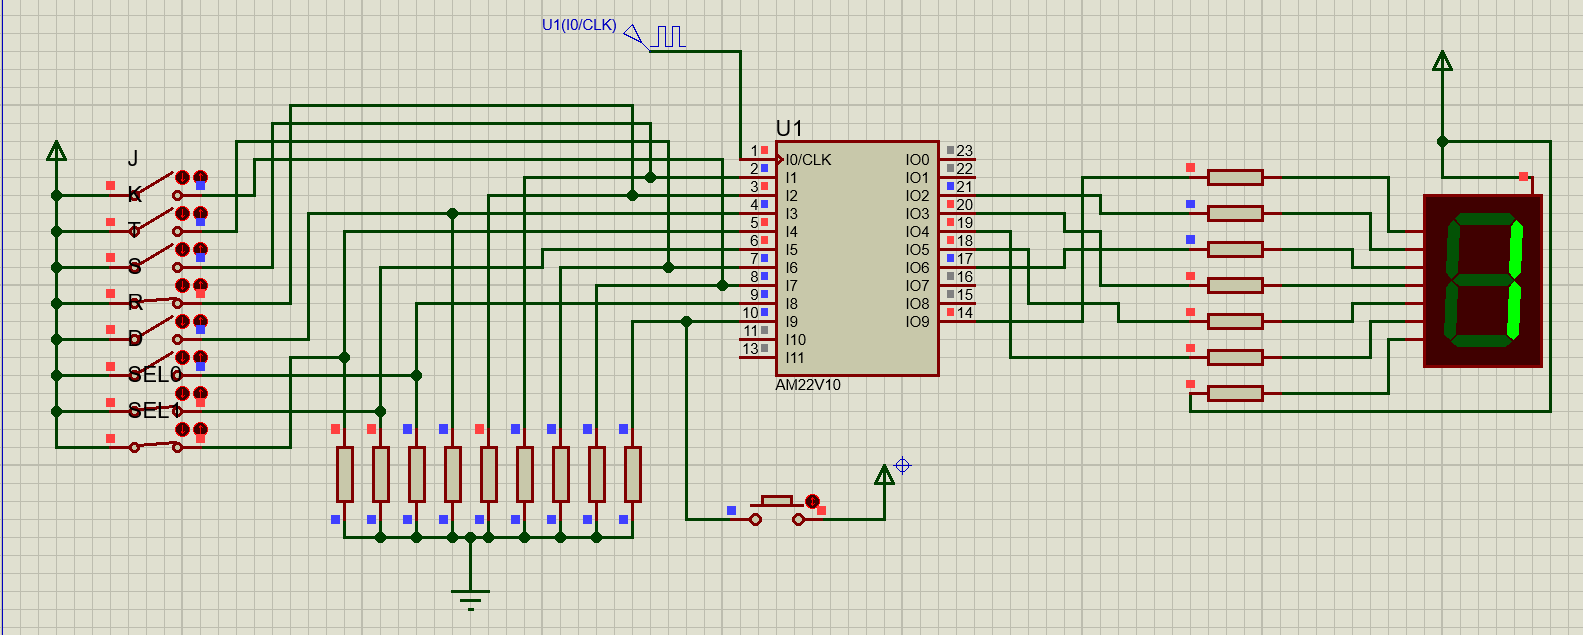 U1(I0/CLK)
U1
J
K
T
S
R
D
SEL0
SEL1
1 I0/CLK IO0 23
2 I1 IO1 22
3 I2 IO2 21
4 I3 IO3 20
5 I4 IO4 19
6 I5 IO5 18
7 I6 IO6 17
8 I7 IO7 16
9 I8 IO8 15
10 I9 IO9 14
11 I10
13 I11
AM22V10